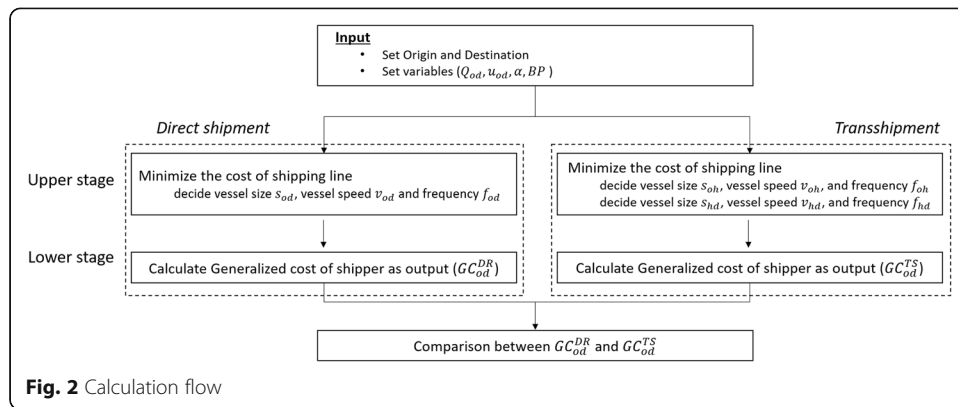 Input
• Set Origin and Destination
• Set variables (Q_od, u_od, α, BP )
Direct shipment
Transshipment
Upper stage
Minimize the cost of shipping line
decide vessel size s_od, vessel speed v_od and frequency f_od
Minimize the cost of shipping line
decide vessel size s_oh, vessel speed v_oh, and frequency f_oh
decide vessel size s_hd, vessel speed v_hd, and frequency f_hd
Lower stage
Calculate Generalized cost of shipper as output (GC_od^DR)
Calculate Generalized cost of shipper as output (GC_od^TS)
Comparison between GC_od^DR and GC_od^TS
Fig. 2 Calculation flow